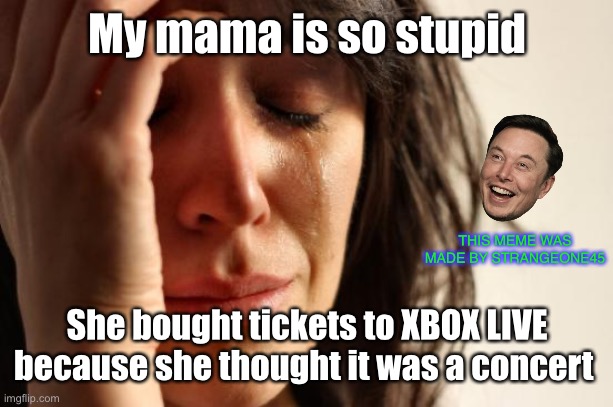 My mama is so stupid
THIS MEME WAS
MADE BY STRANGEONE45
She bought tickets to XBOX LIVE
because she thought it was a concert
imgflip.com